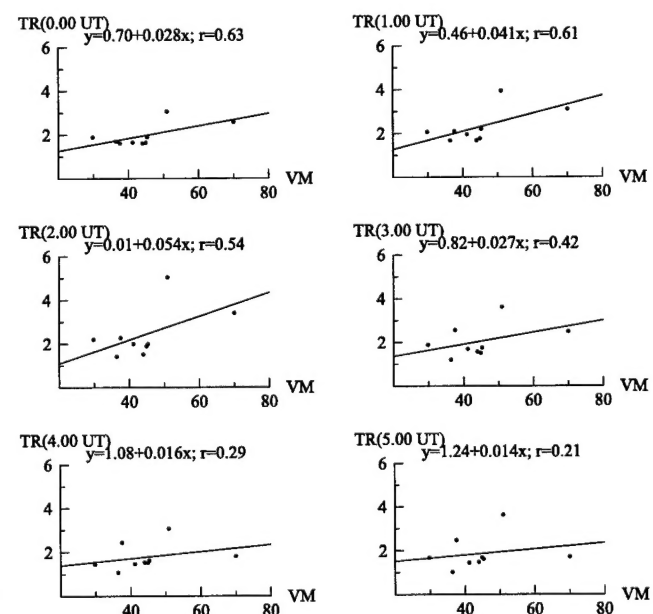 TR(0.00 UT)
y=0.70+0.028x; r=0.63
6
4
2
40 60 80 VM
TR(1.00 UT)
y=0.46+0.041x; r=0.61
6
4
2
40 60 80 VM
TR(2.00 UT)
y=0.01+0.054x; r=0.54
6
4
2
40 60 80 VM
TR(3.00 UT)
y=0.82+0.027x; r=0.42
6
4
2
40 60 80 VM
TR(4.00 UT)
y=1.08+0.016x; r=0.29
6
4
2
40 60 80 VM
TR(5.00 UT)
y=1.24+0.014x; r=0.21
6
4
2
40 60 80 VM